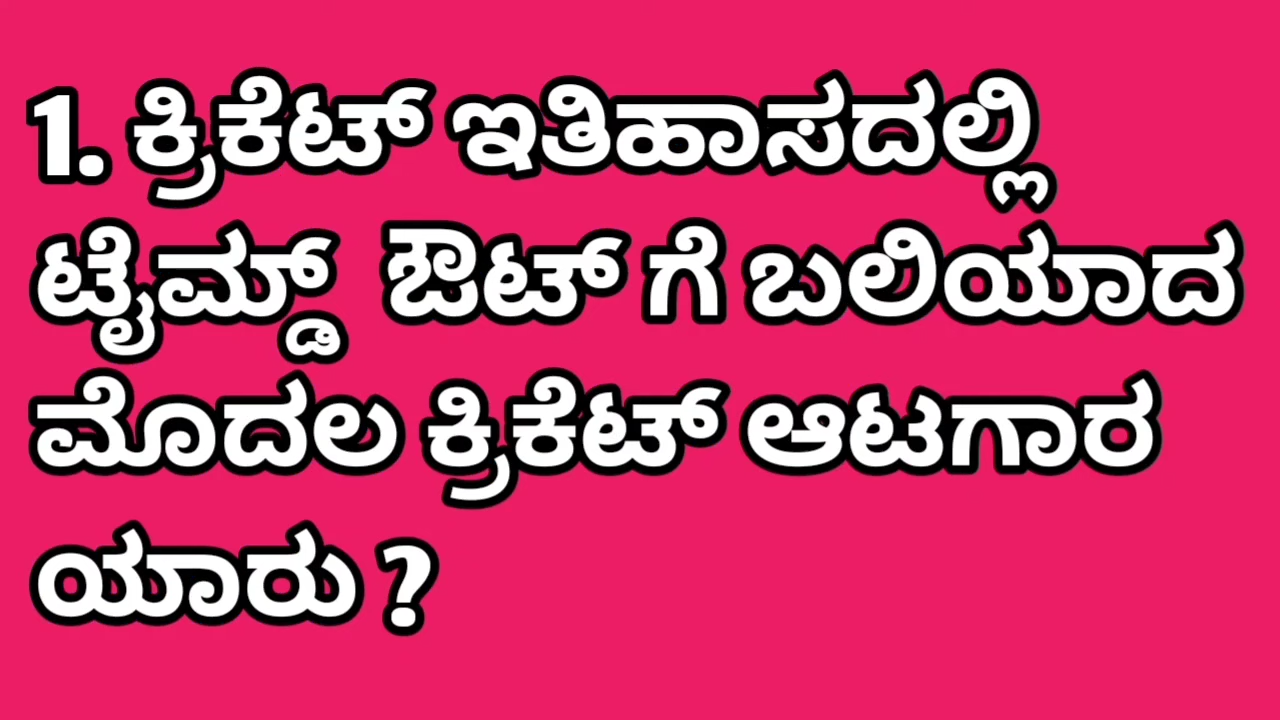 1. ಕ್ರಿಕೆಟ್ ಇತಿಹಾಸದಲ್ಲಿ
ಟೈಮ್ಡ್ ಔಟ್ ಗೆ ಬಲಿಯಾದ
ಮೊದಲ ಕ್ರಿಕೆಟ್ ಆಟಗಾರ
ಯಾರು ?